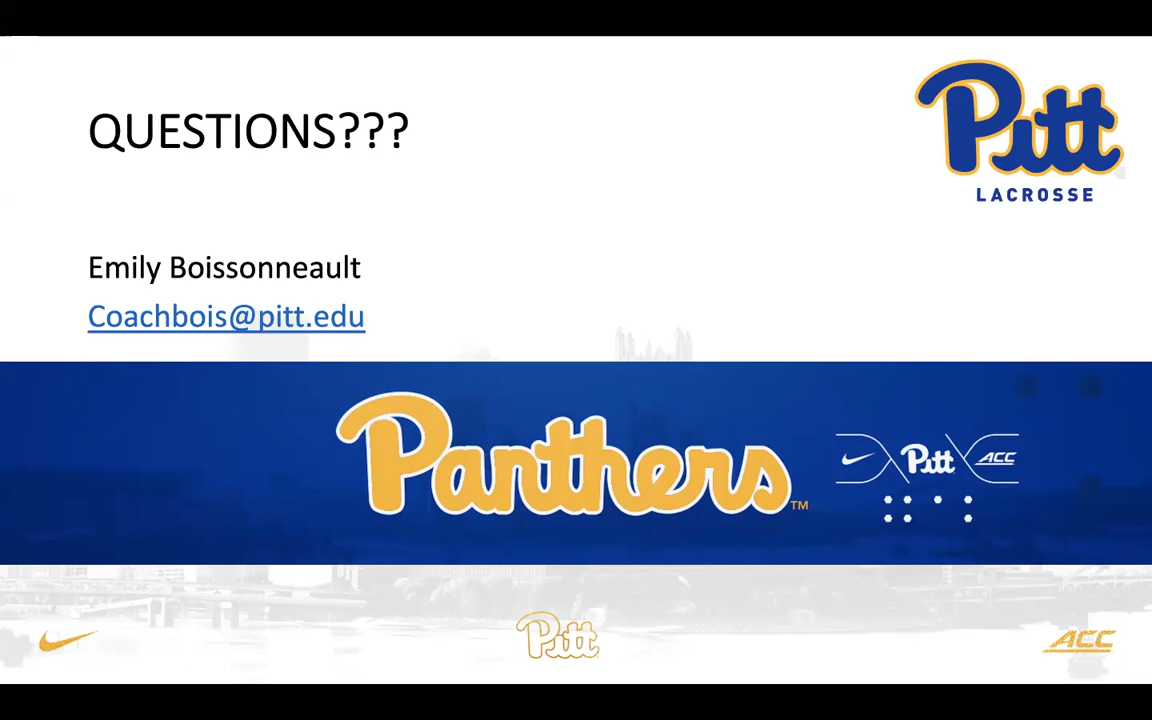 QUESTIONS???
Pitt
LACROSSE
Emily Boissonneault
Coachbois@pitt.edu
Panthers™
Pitt
ACC
Pitt
ACC